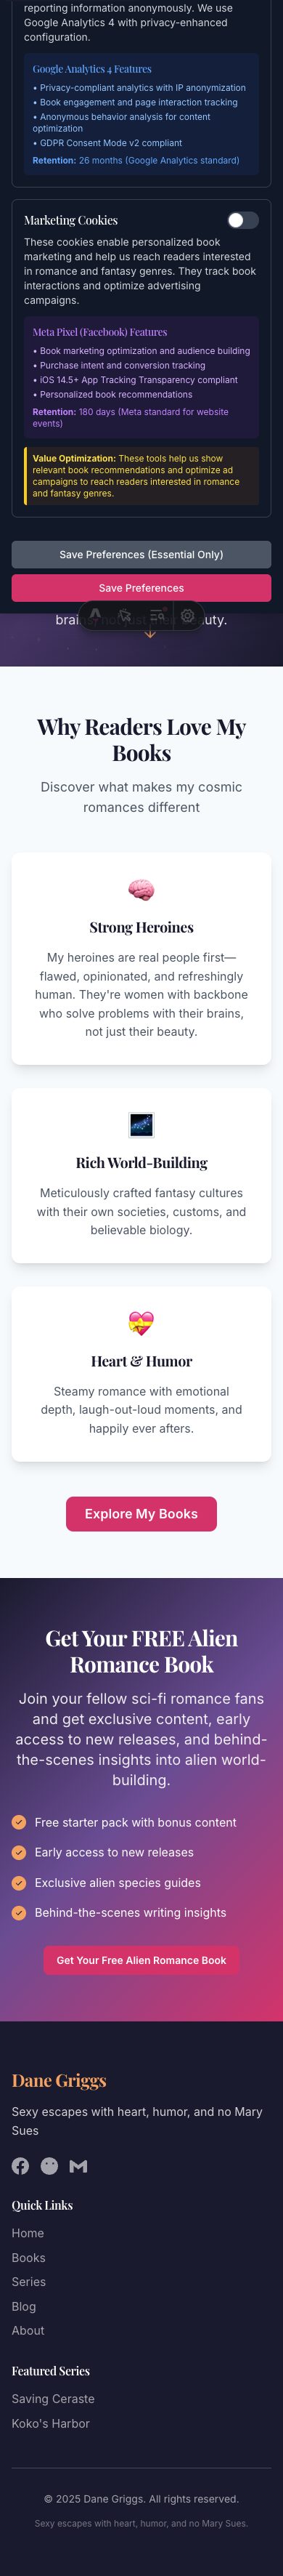 reporting information anonymously. We use
Google Analytics 4 with privacy-enhanced
configuration.
Google Analytics 4 Features
• Privacy-compliant analytics with IP anonymization
• Book engagement and page interaction tracking
• Anonymous behavior analysis for content
optimization
• GDPR Consent Mode v2 compliant
Retention: 26 months (Google Analytics standard)
Marketing Cookies
These cookies enable personalized book
marketing and help us reach readers interested
in romance and fantasy genres. They track book
interactions and optimize advertising
campaigns.
Meta Pixel (Facebook) Features
• Book marketing optimization and audience building
• Purchase intent and conversion tracking
• iOS 14.5+ App Tracking Transparency compliant
• Personalized book recommendations
Retention: 180 days (Meta standard for website
events)
Value Optimization: These tools help us show
relevant book recommendations and optimize ad
campaigns to reach readers interested in romance
and fantasy genres.
Save Preferences (Essential Only)
Save Preferences
Why Readers Love My
Books
Discover what makes my cosmic
romances different
Strong Heroines
My heroines are real people first—
flawed, opinionated, and refreshingly
human. They're women with backbone
who solve problems with their brains,
not just their beauty.
Rich World-Building
Meticulously crafted fantasy cultures
with their own societies, customs, and
believable biology.
Heart & Humor
Steamy romance with emotional
depth, laugh-out-loud moments, and
happily ever afters.
Explore My Books
Get Your FREE Alien
Romance Book
Join your fellow sci-fi romance fans
and get exclusive content, early
access to new releases, and behind-
the-scenes insights into alien world-
building.
Free starter pack with bonus content
Early access to new releases
Exclusive alien species guides
Behind-the-scenes writing insights
Get Your Free Alien Romance Book
Dane Griggs
Sexy escapes with heart, humor, and no Mary
Sues
Quick Links
Home
Books
Series
Blog
About
Featured Series
Saving Ceraste
Koko's Harbor
© 2025 Dane Griggs. All rights reserved.
Sexy escapes with heart, humor, and no Mary Sues.